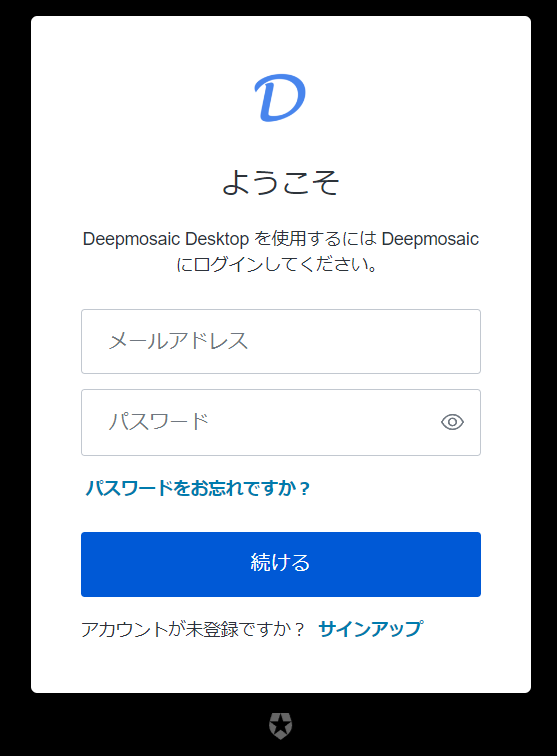 D
ようこそ
Deepmosaic Desktop を使用するには Deepmosaic
にログインしてください。
メールアドレス
パスワード
パスワードをお忘れですか？
続ける
アカウントが未登録ですか？ サインアップ